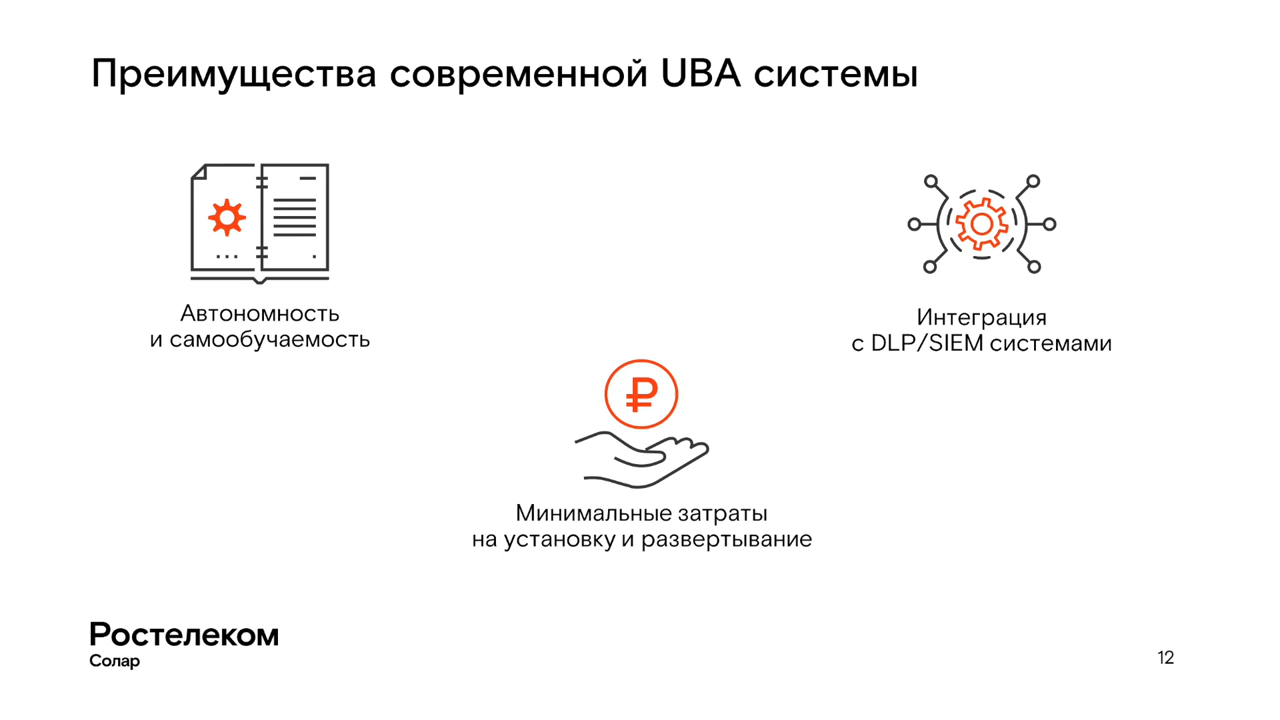 Преимущества современной UBA системы
Автономность
и самообучаемость
Интеграция
с DLP/SIEM системами
₽
Минимальные затраты
на установку и развертывание
Ростелеком
Солар
12